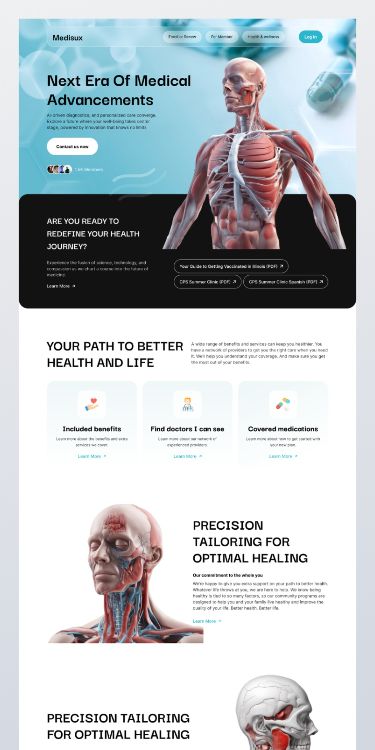 Medisux
Enroll or Renew
For Member
Health & wellness
Log in
Next Era Of Medical
Advancements
AI-driven diagnostics, and personalized care converge.
Explore a future where your well-being takes center
stage, powered by innovation that knows no limits
Contact us now
Members
ARE YOU READY TO
REDEFINE YOUR HEALTH
JOURNEY?
Experience the fusion of science, technology, and
compassion as we chart a course into the future of
medicine.
Learn More
Your Guide to Getting Vaccinated in Illinois (PDF)
CPS Summer Clinic (PDF)
CPS Summer Clinic Spanish (PDF)
YOUR PATH TO BETTER
HEALTH AND LIFE
A wide range of benefits and services can keep you healthier. You
have a network of providers to get you the right care when you need
it. We'll help you understand your coverage. And make sure you get
the most out of your benefits.
Included benefits
Learn more about the benefits and extra
services we cover.
Learn More
Find doctors I can see
Learn more about our network of
experienced providers.
Learn More
Covered medications
Learn more about how to get started with
your new plan.
Learn More
PRECISION
TAILORING FOR
OPTIMAL HEALING
Our commitment to the whole you
We're happy to give you extra support on your path to better health.
Whatever life throws at you, we are here to help. We know being
healthy is tied to so many factors, so our community programs are
designed to help you and your family live healthy and improve the
quality of your life. Better health. Better life.
Learn More
PRECISION TAILORING
FOR OPTIMAL HEALING